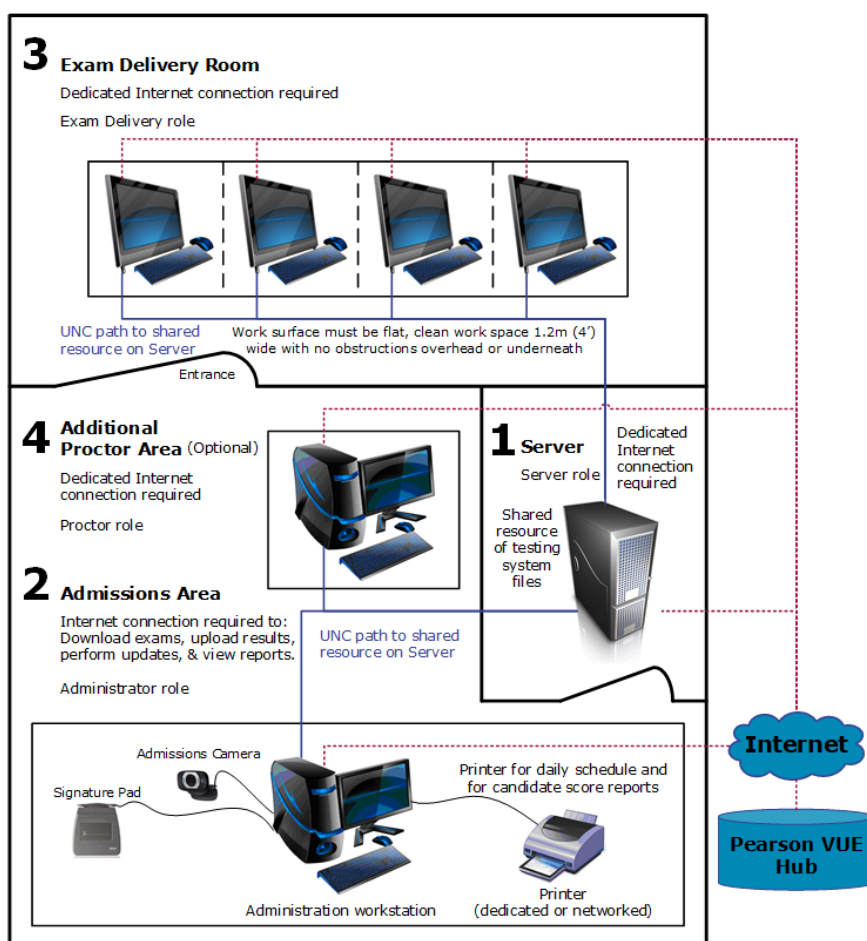 3 Exam Delivery Room
Dedicated Internet connection required
Exam Delivery role
UNC path to shared
resource on Server
Work surface must be flat, clean work space 1.2m (4’)
wide with no obstructions overhead or underneath
Entrance
4 Additional
Proctor Area (Optional)
Dedicated Internet
connection required
Proctor role
1 Server
Server role
Dedicated
Internet
connection
required
Shared
resource
of testing
system
files
2 Admissions Area
Internet connection required to:
Download exams, upload results,
perform updates, & view reports.
Administrator role
UNC path to shared
resource on Server
Admissions Camera
Signature Pad
Printer for daily schedule and
for candidate score reports
Administration workstation
Printer
(dedicated or networked)
Internet
Pearson VUE
Hub